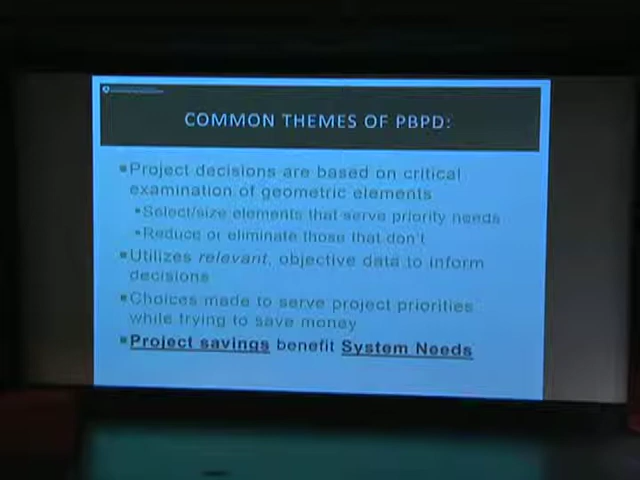 COMMON THEMES OF PBPD:
▪Project decisions are based on critical
examination of geometric elements
▪Select/size elements that serve priority needs
▪Reduce or eliminate those that don't
▪Utilizes relevant, objective data to inform
decisions
▪Choices made to serve project priorities
while trying to save money
▪Project savings benefit System Needs